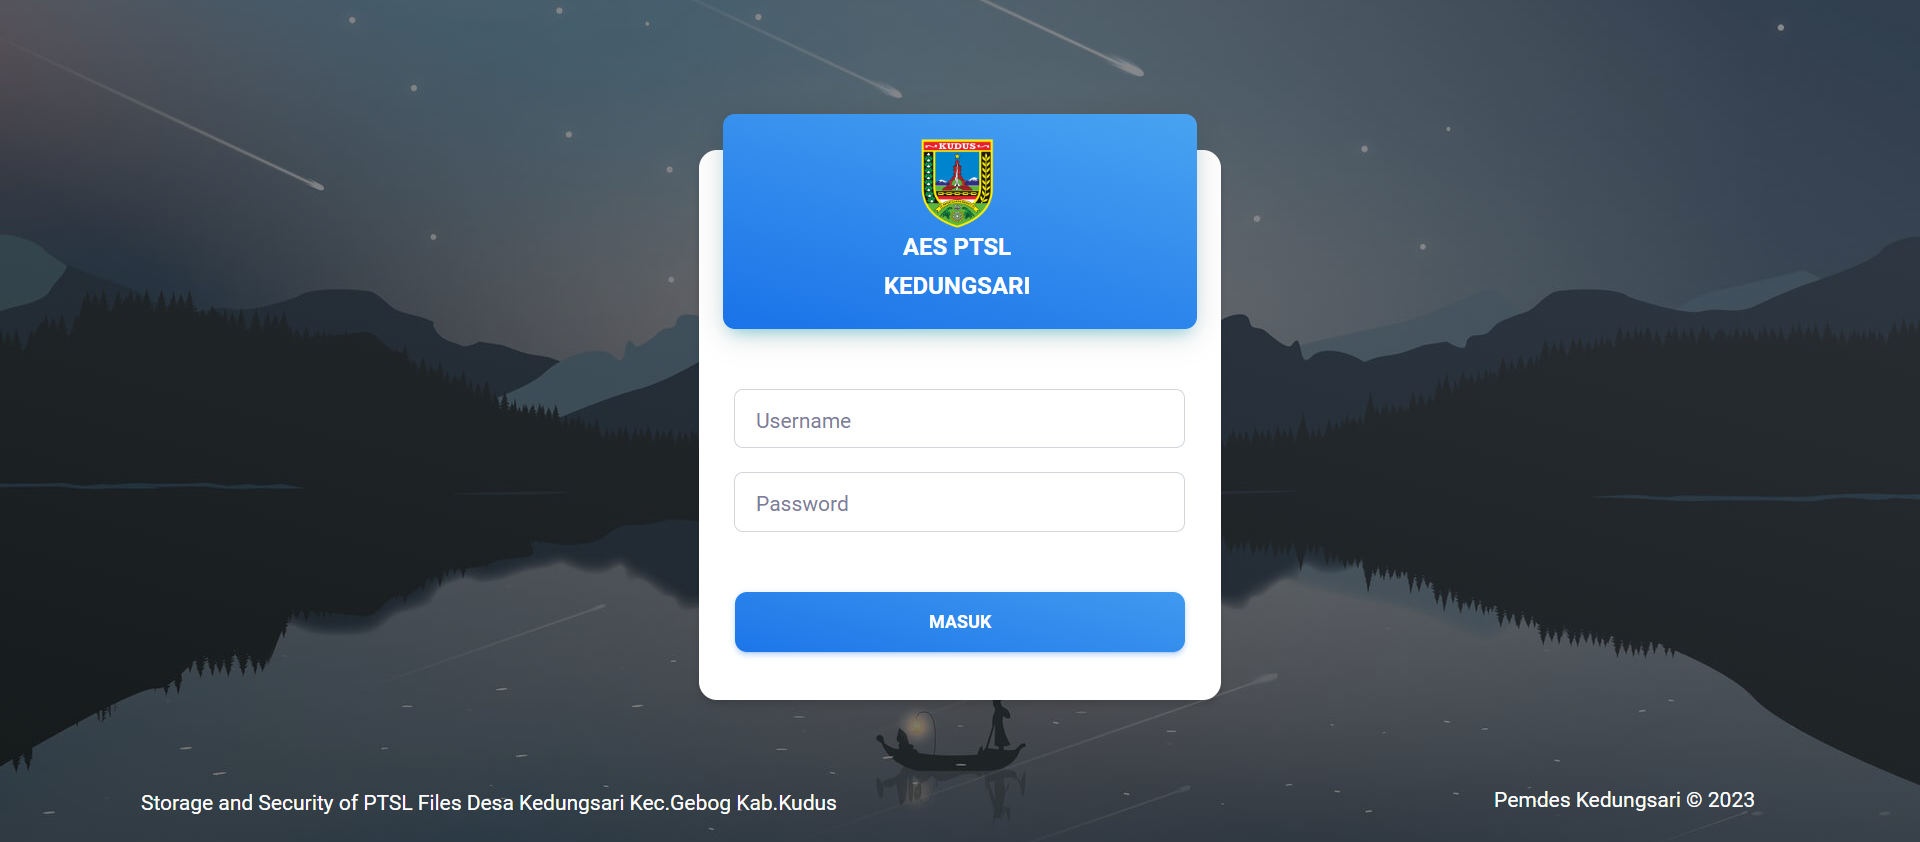 KUDUS
AES PTSL
KEDUNGSARI
Username
Password
MASUK
Storage and Security of PTSL Files Desa Kedungsari Kec.Gebog Kab.Kudus
Pemdes Kedungsari © 2023